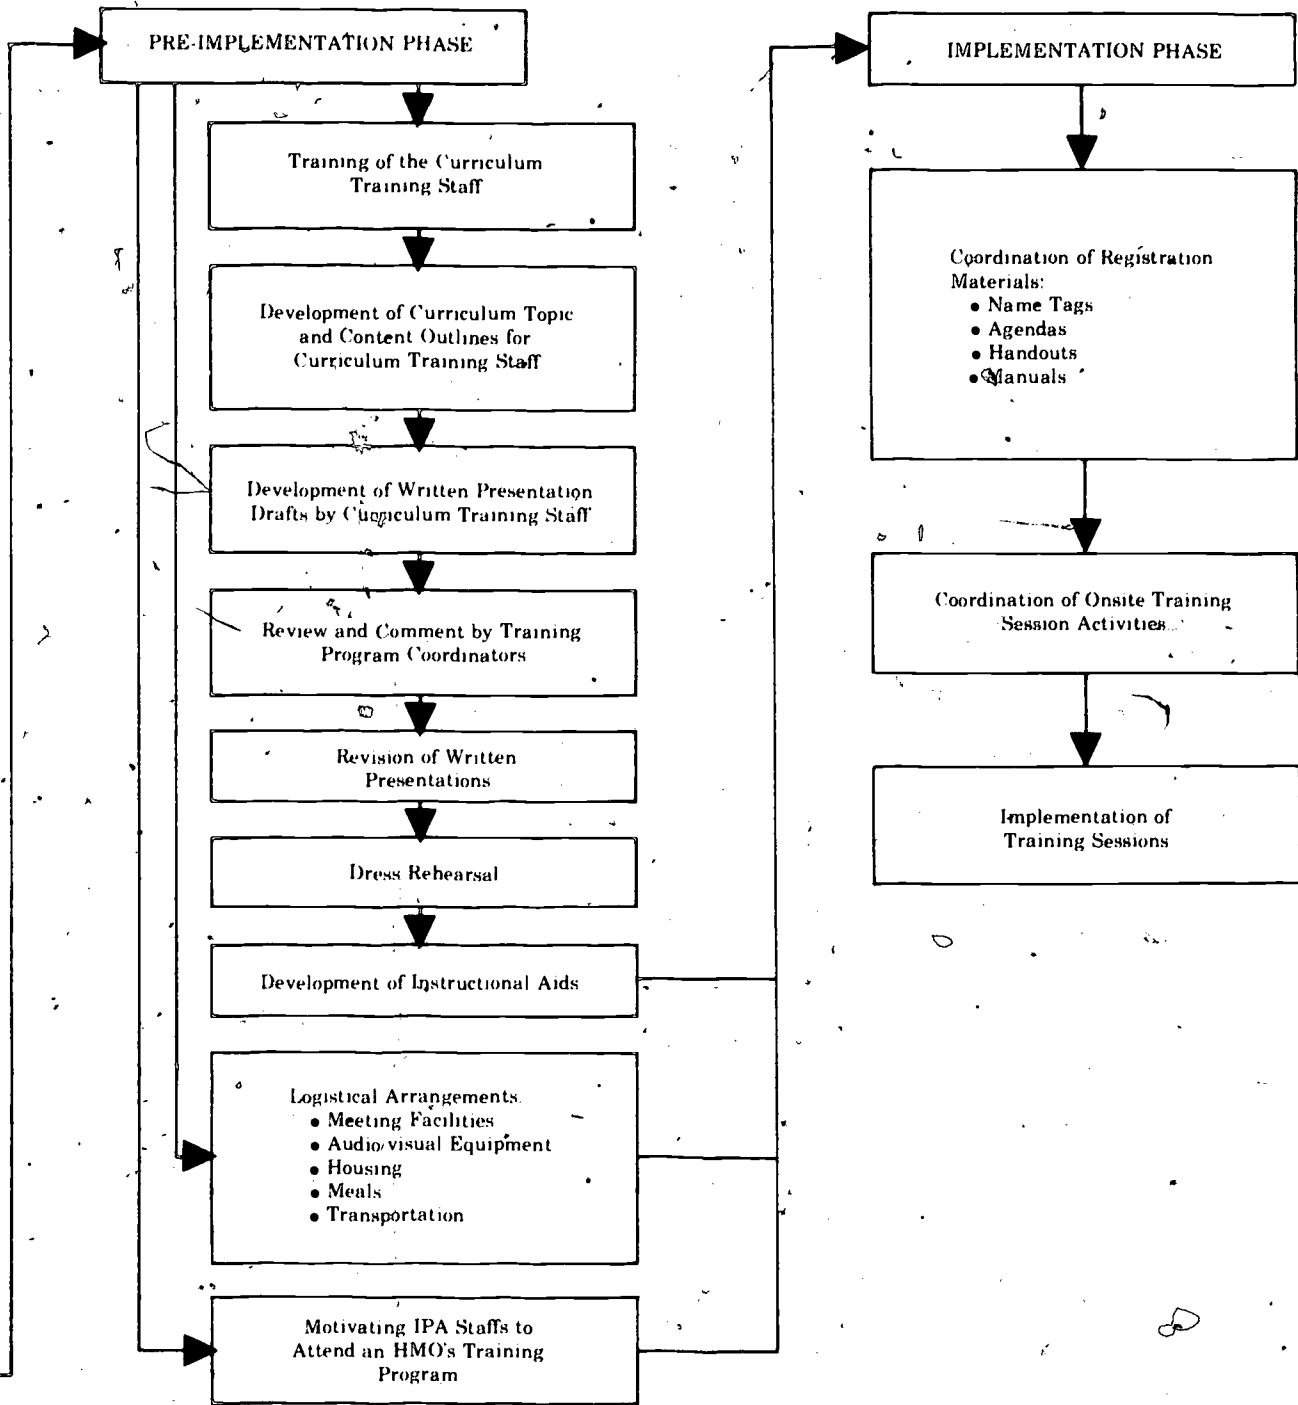 PRE-IMPLEMENTATION PHASE
Training of the Curriculum
Training Staff
Development of Curriculum Topic
and Content Outlines for
Curriculum Training Staff
Development of Written Presentation
Drafts by Curriculum Training Staff
Review and Comment by Training
Program Coordinators
Revision of Written
Presentations
Dress Rehearsal
Development of Instructional Aids
Logistical Arrangements
• Meeting Facilities
• Audio/visual Equipment
• Housing
• Meals
• Transportation
Motivating IPA Staffs to
Attend an HMO's Training
Program
IMPLEMENTATION PHASE
Coordination of Registration
Materials:
• Name Tags
• Agendas
• Handouts
• Manuals
Coordination of Onsite Training
Session Activities
Implementation of
Training Sessions